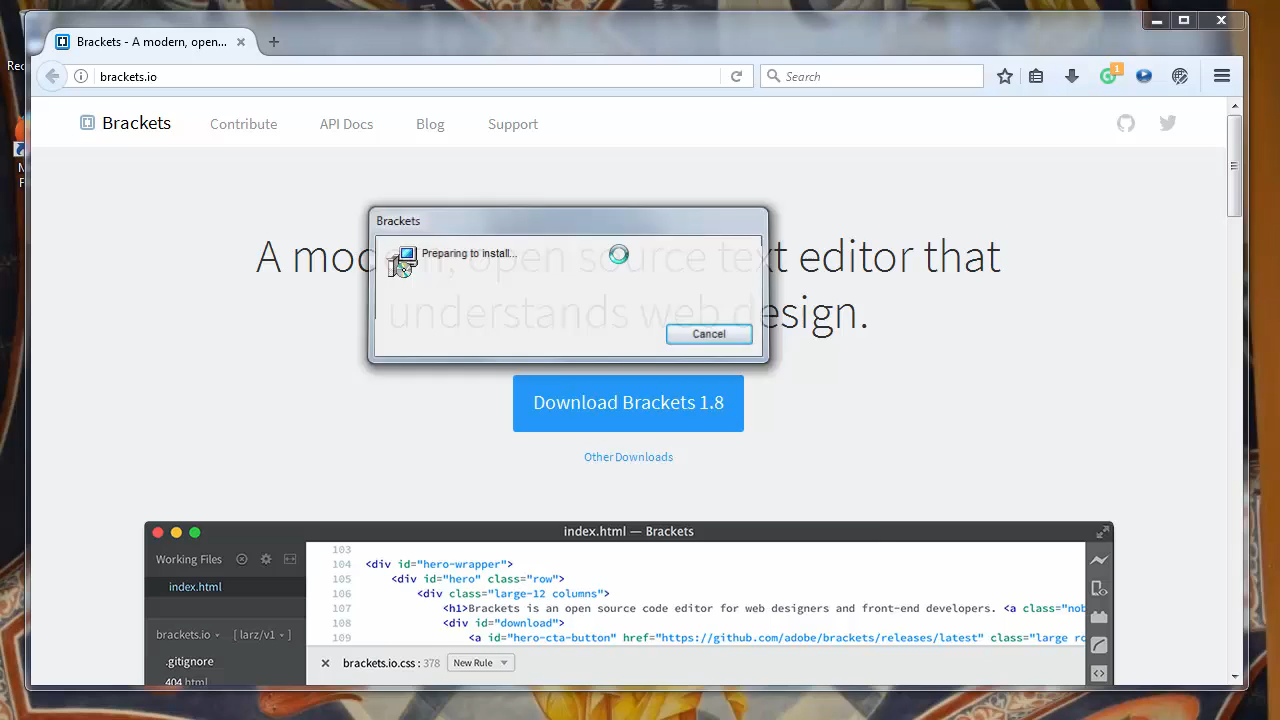 Brackets - A modern, open...
brackets.io
Search
1
Brackets
Contribute
API Docs
Blog
Support
A modern, open source text editor that
understands web design.
Brackets
Preparing to install...
Cancel
Download Brackets 1.8
Other Downloads
index.html — Brackets
Working Files
index.html
brackets.io
[ larz/v1 ]
.gitignore
404.html
103
104 <div id="hero-wrapper">
105 <div id="hero" class="row">
106 <div class="large-12 columns">
107 <h1>Brackets is an open source code editor for web designers and front-end developers. <a class="nob
108 <div id="download">
109 <a id="hero-cta-button" href="https://github.com/adobe/brackets/releases/latest" class="large ro
brackets.io.css : 378
New Rule